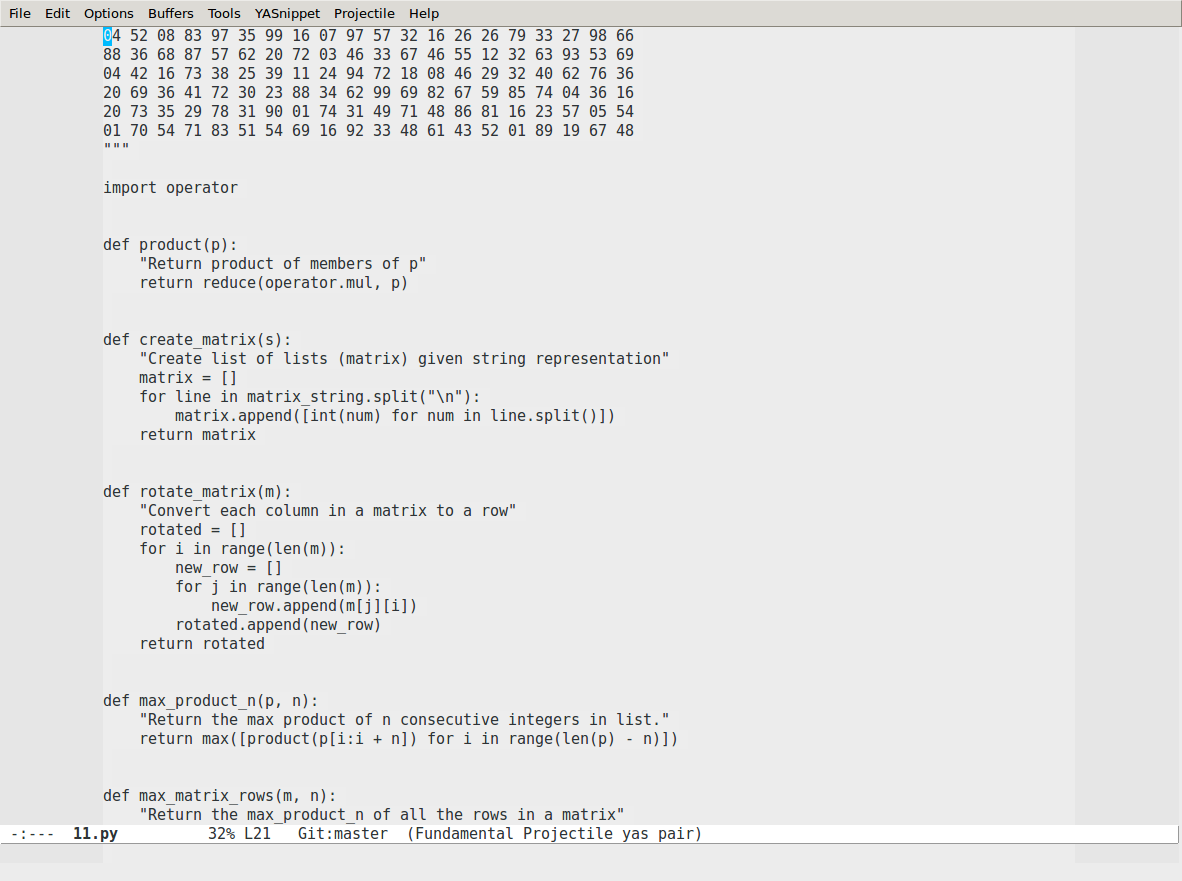 File Edit Options Buffers Tools YASnippet Projectile Help
04 52 08 83 97 35 99 16 07 97 57 32 16 26 26 79 33 27 98 66
88 36 68 87 57 62 20 72 03 46 33 67 46 55 12 32 63 93 53 69
04 42 16 73 38 25 39 11 24 94 72 18 08 46 29 32 40 62 76 36
20 69 36 41 72 30 23 88 34 62 99 69 82 67 59 85 74 04 36 16
20 73 35 29 78 31 90 01 74 31 49 71 48 86 81 16 23 57 05 54
01 70 54 71 83 51 54 69 16 92 33 48 61 43 52 01 89 19 67 48
"""
import operator
def product(p):
    "Return product of members of p"
    return reduce(operator.mul, p)
def create_matrix(s):
    "Create list of lists (matrix) given string representation"
    matrix = []
    for line in matrix_string.split("\n"):
        matrix.append([int(num) for num in line.split()])
    return matrix
def rotate_matrix(m):
    "Convert each column in a matrix to a row"
    rotated = []
    for i in range(len(m)):
        new_row = []
        for j in range(len(m)):
            new_row.append(m[j][i])
        rotated.append(new_row)
    return rotated
def max_product_n(p, n):
    "Return the max product of n consecutive integers in list."
    return max([product(p[i:i + n]) for i in range(len(p) - n)])
def max_matrix_rows(m, n):
    "Return the max_product_n of all the rows in a matrix"
-:---  11.py          32% L21   Git:master  (Fundamental Projectile yas pair)